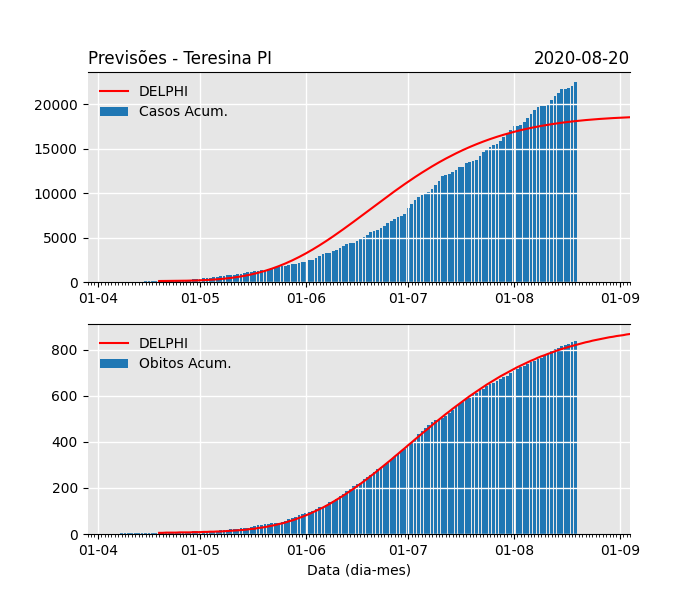 Previsões - Teresina PI 2020-08-20
DELPHI
Casos Acum.
20000
15000
10000
5000
0
01-04 01-05 01-06 01-07 01-08 01-09
DELPHI
Obitos Acum.
800
600
400
200
0
01-04 01-05 01-06 01-07 01-08 01-09
Data (dia-mes)